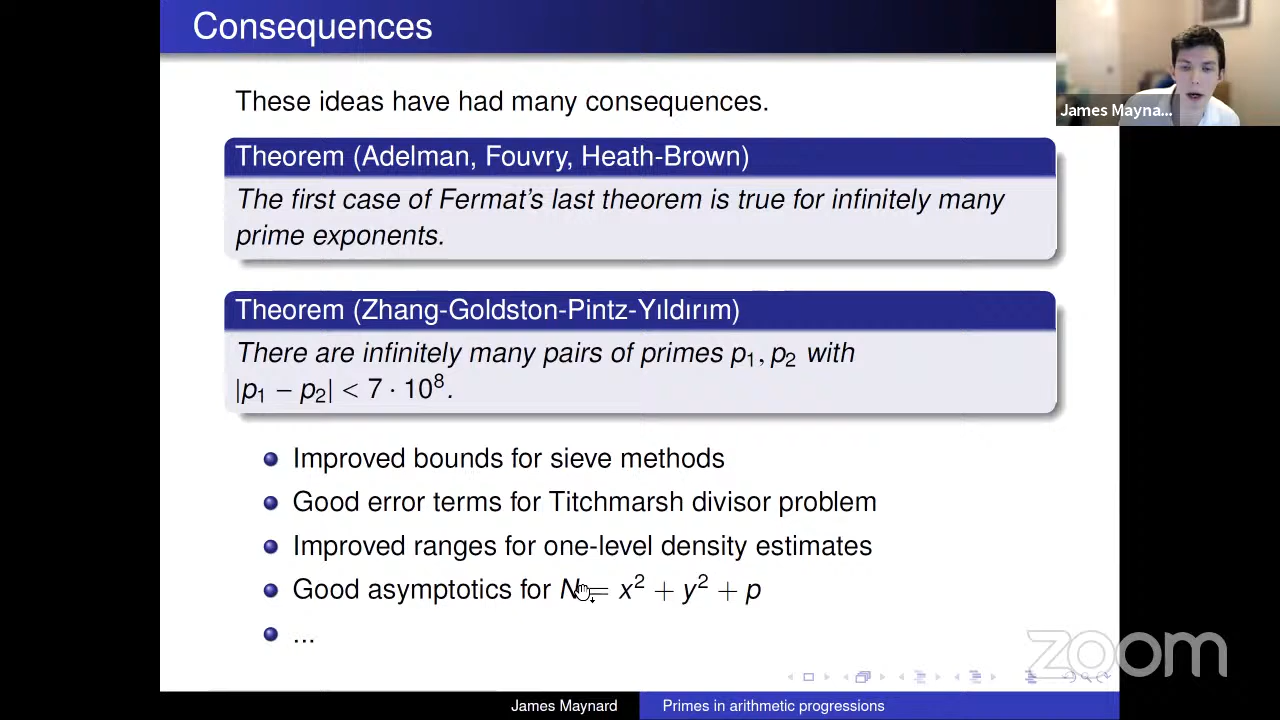 Consequences
James Mayna...
These ideas have had many consequences.
Theorem (Adelman, Fouvry, Heath-Brown)
The first case of Fermat's last theorem is true for infinitely many
prime exponents.
Theorem (Zhang-Goldston-Pintz-Yıldırım)
There are infinitely many pairs of primes p₁, p₂ with
|p₁ − p₂| < 7 · 10⁸.
Improved bounds for sieve methods
Good error terms for Titchmarsh divisor problem
Improved ranges for one-level density estimates
Good asymptotics for N = x² + y² + p
...
zoom
James Maynard
Primes in arithmetic progressions